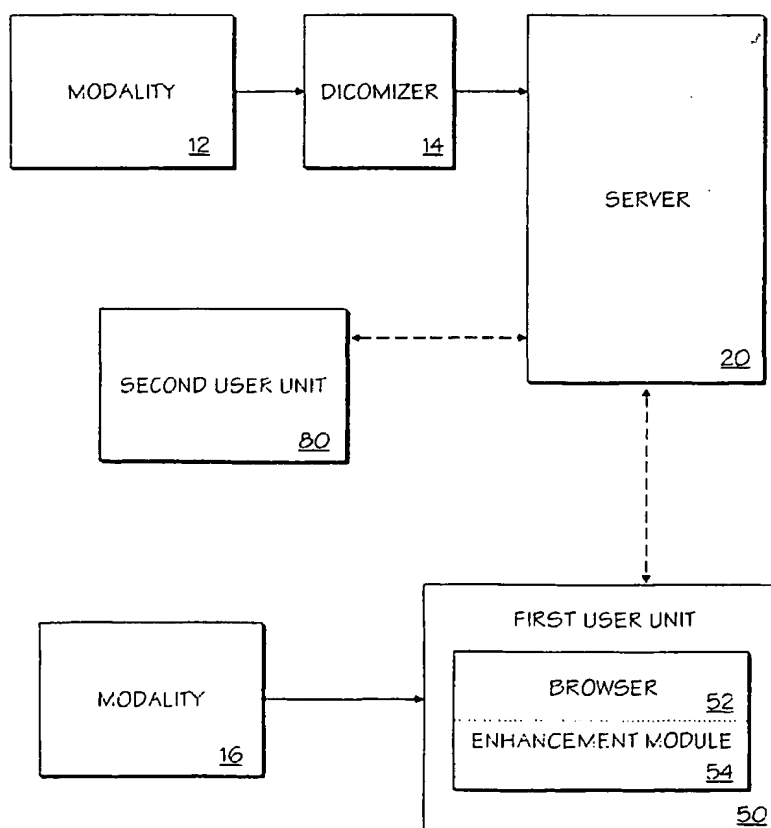 MODALITY
12
DICOMIZER
14
SERVER
20
SECOND USER UNIT
80
FIRST USER UNIT
BROWSER
52
ENHANCEMENT MODULE
54
50
MODALITY
16